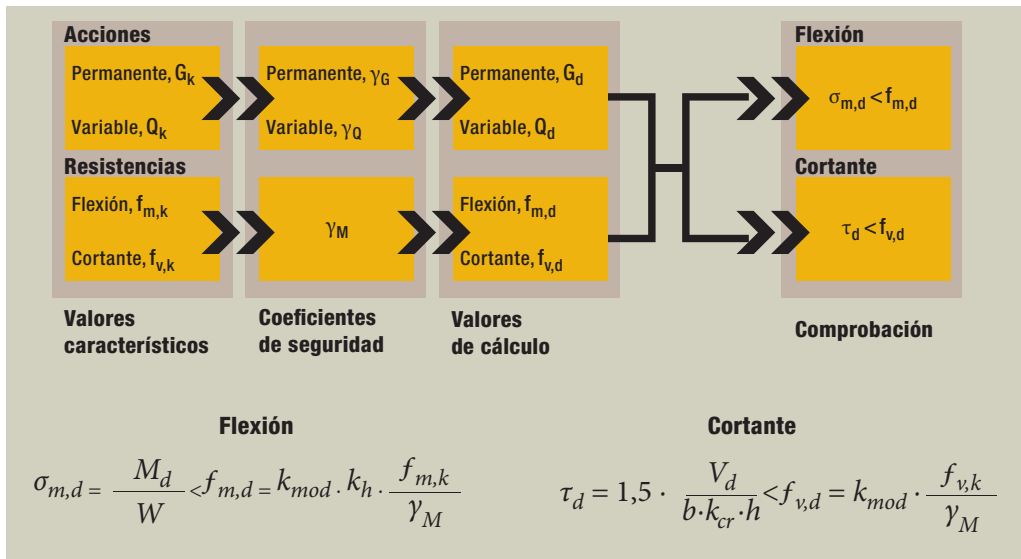 Acciones
Permanente, Gk
Variable, Qk
Permanente, γG
Variable, γQ
Permanente, Gd
Variable, Qd
Flexión
σm,d < fm,d
Resistencias
Flexión, fm,k
Cortante, fv,k
γM
Flexión, fm,d
Cortante, fv,d
Cortante
τd < fv,d
Valores
característicos
Coeficientes
de seguridad
Valores
de cálculo
Comprobación
Flexión
σm,d = Md / W < fm,d = kmod · kh · fm,k / γM
Cortante
τd = 1,5 · Vd / b·kcr·h < fv,d = kmod · fv,k / γM